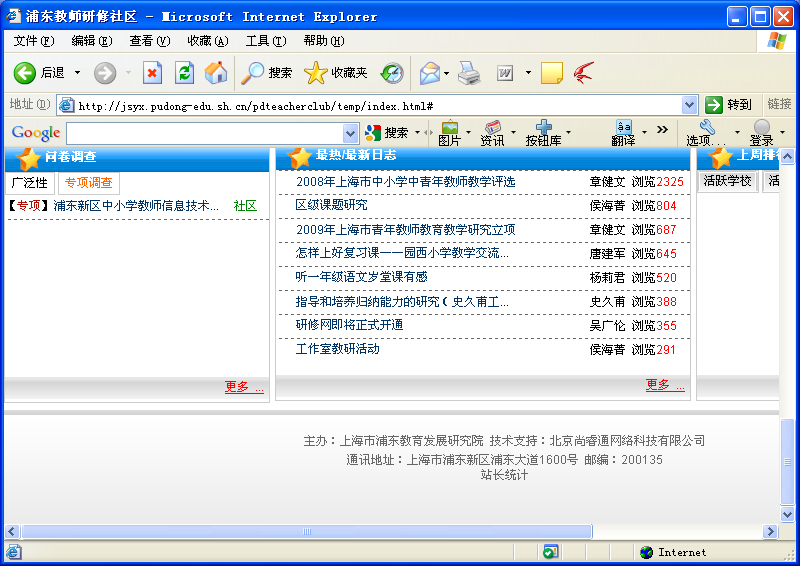 浦东教师研修社区 - Microsoft Internet Explorer
文件(F) 编辑(E) 查看(V) 收藏(A) 工具(T) 帮助(H)
后退 搜索 收藏夹
地址(D) http://jsyx.pudong-edu.sh.cn/pdteacherclub/temp/index.html# 转到 链接
Google 搜索 图片 资讯 按钮库 翻译 选项... 登录
问卷调查
广泛性 专项调查
【专项】浦东新区中小学教师信息技术... 社区
更多 ...
最热/最新日志
2008年上海市中小学中青年教师教学评选 章健文 浏览2325
区级课题研究 侯海菁 浏览804
2009年上海市青年教师教育教学研究立项 章健文 浏览687
怎样上好复习课——园西小学教学交流... 唐建军 浏览645
听一年级语文岁堂课有感 杨莉君 浏览520
指导和培养归纳能力的研究(史久甫工... 史久甫 浏览388
研修网即将正式开通 吴广伦 浏览355
工作室教研活动 侯海菁 浏览291
更多 ...
上周排
活跃学校 活
主办：上海市浦东教育发展研究院 技术支持：北京尚睿通网络科技有限公司
通讯地址：上海市浦东新区浦东大道1600号 邮编：200135
站长统计
Internet